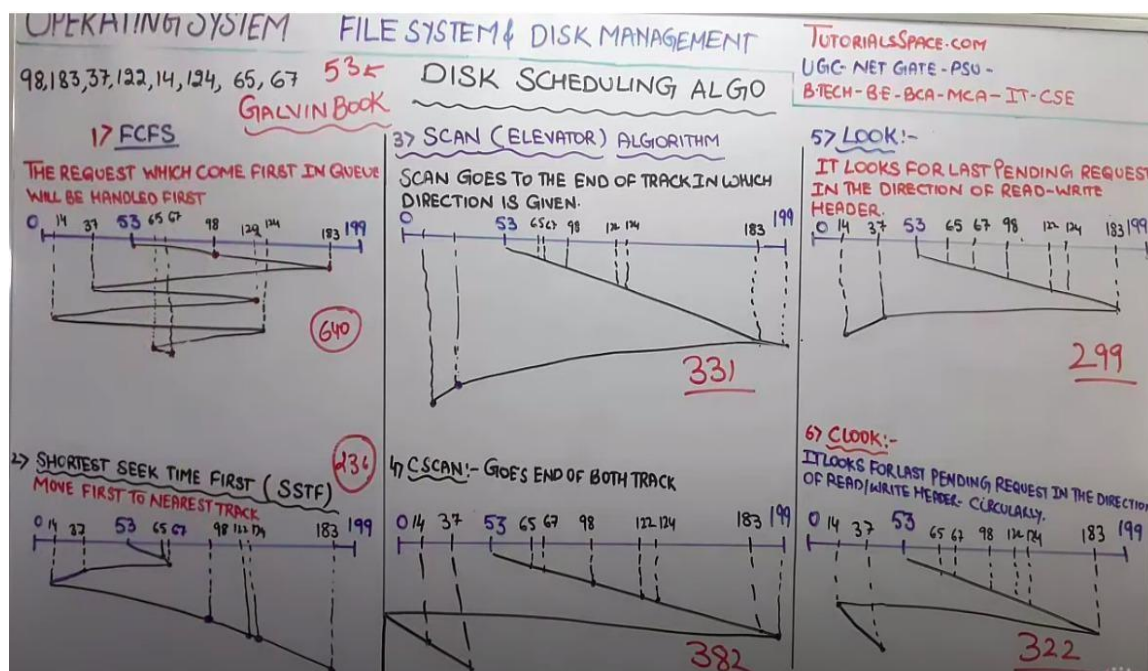 OPERATING SYSTEM FILE SYSTEM & DISK MANAGEMENT
TUTORIALSSPACE.COM
UGC- NET GATE-PSU-
B.TECH-BE-BCA-MCA-IT-CSE
98,183,37,122,14,124, 65, 67 53
DISK SCHEDULING ALGO
GALVIN BOOK
1> FCFS
THE REQUEST WHICH COME FIRST IN QUEUE
WILL BE HANDLED FIRST
0 14 37 53 65 67 98 122 124 183 199
640
2> SHORTEST SEEK TIME FIRST (SSTF)
236
MOVE FIRST TO NEAREST TRACK
0 14 37 53 65 67 98 122 124 183 199
3> SCAN (ELEVATOR) ALGORITHM
SCAN GOES TO THE END OF TRACK IN WHICH
DIRECTION IS GIVEN.
0 53 65 67 98 122 124 183 199
331
4> CSCAN:- GOES END OF BOTH TRACK
0 14 37 53 65 67 98 122 124 183 199
382
5> LOOK:-
IT LOOKS FOR LAST PENDING REQUEST
IN THE DIRECTION OF READ-WRITE
HEADER.
0 14 37 53 65 67 98 122 124 183 199
299
6> CLOOK:-
IT LOOKS FOR LAST PENDING REQUEST IN THE DIRECTION
OF READ/WRITE HEADER- CIRCULARLY.
0 14 37 53 65 67 98 122 124 183 199
322